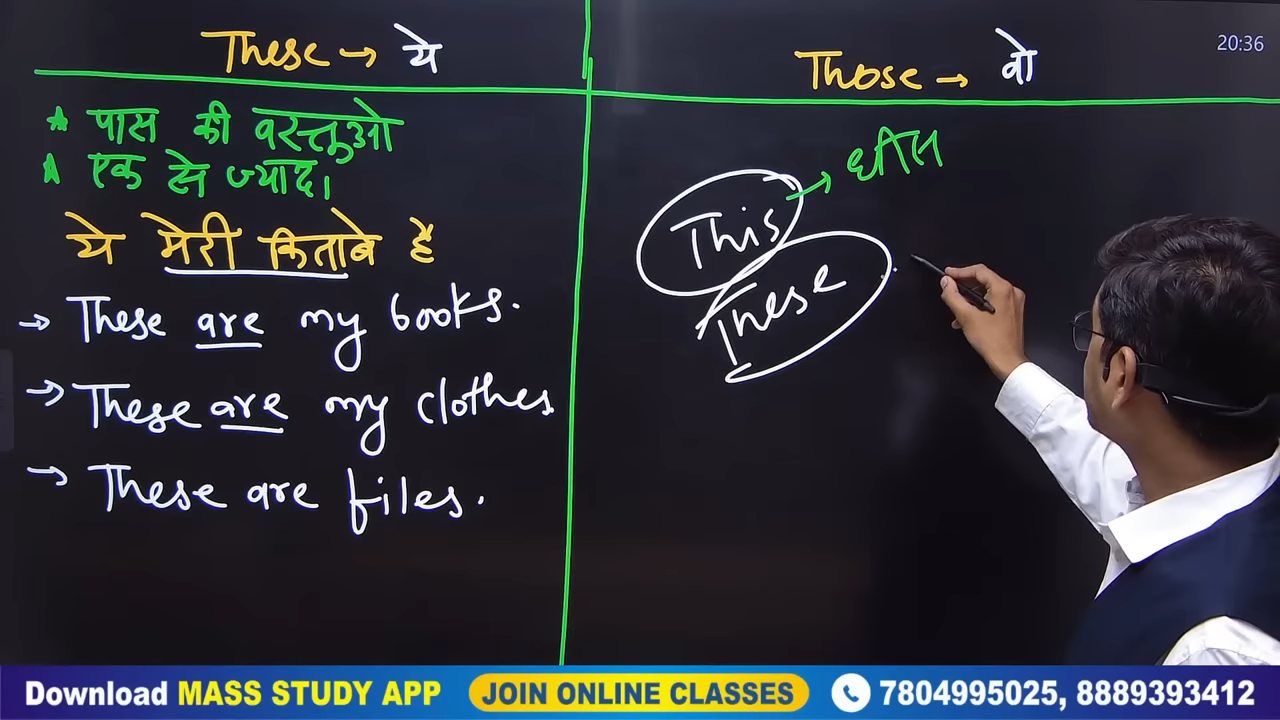 These → ये
★ पास की वस्तुओ
★ एक से ज्याद।
ये मेरी किताबे है
→ These are my books.
→ These are my clothes
→ These are files.
Those → वो
20:36
This →
These
Download MASS STUDY APP JOIN ONLINE CLASSES 7804995025, 8889393412